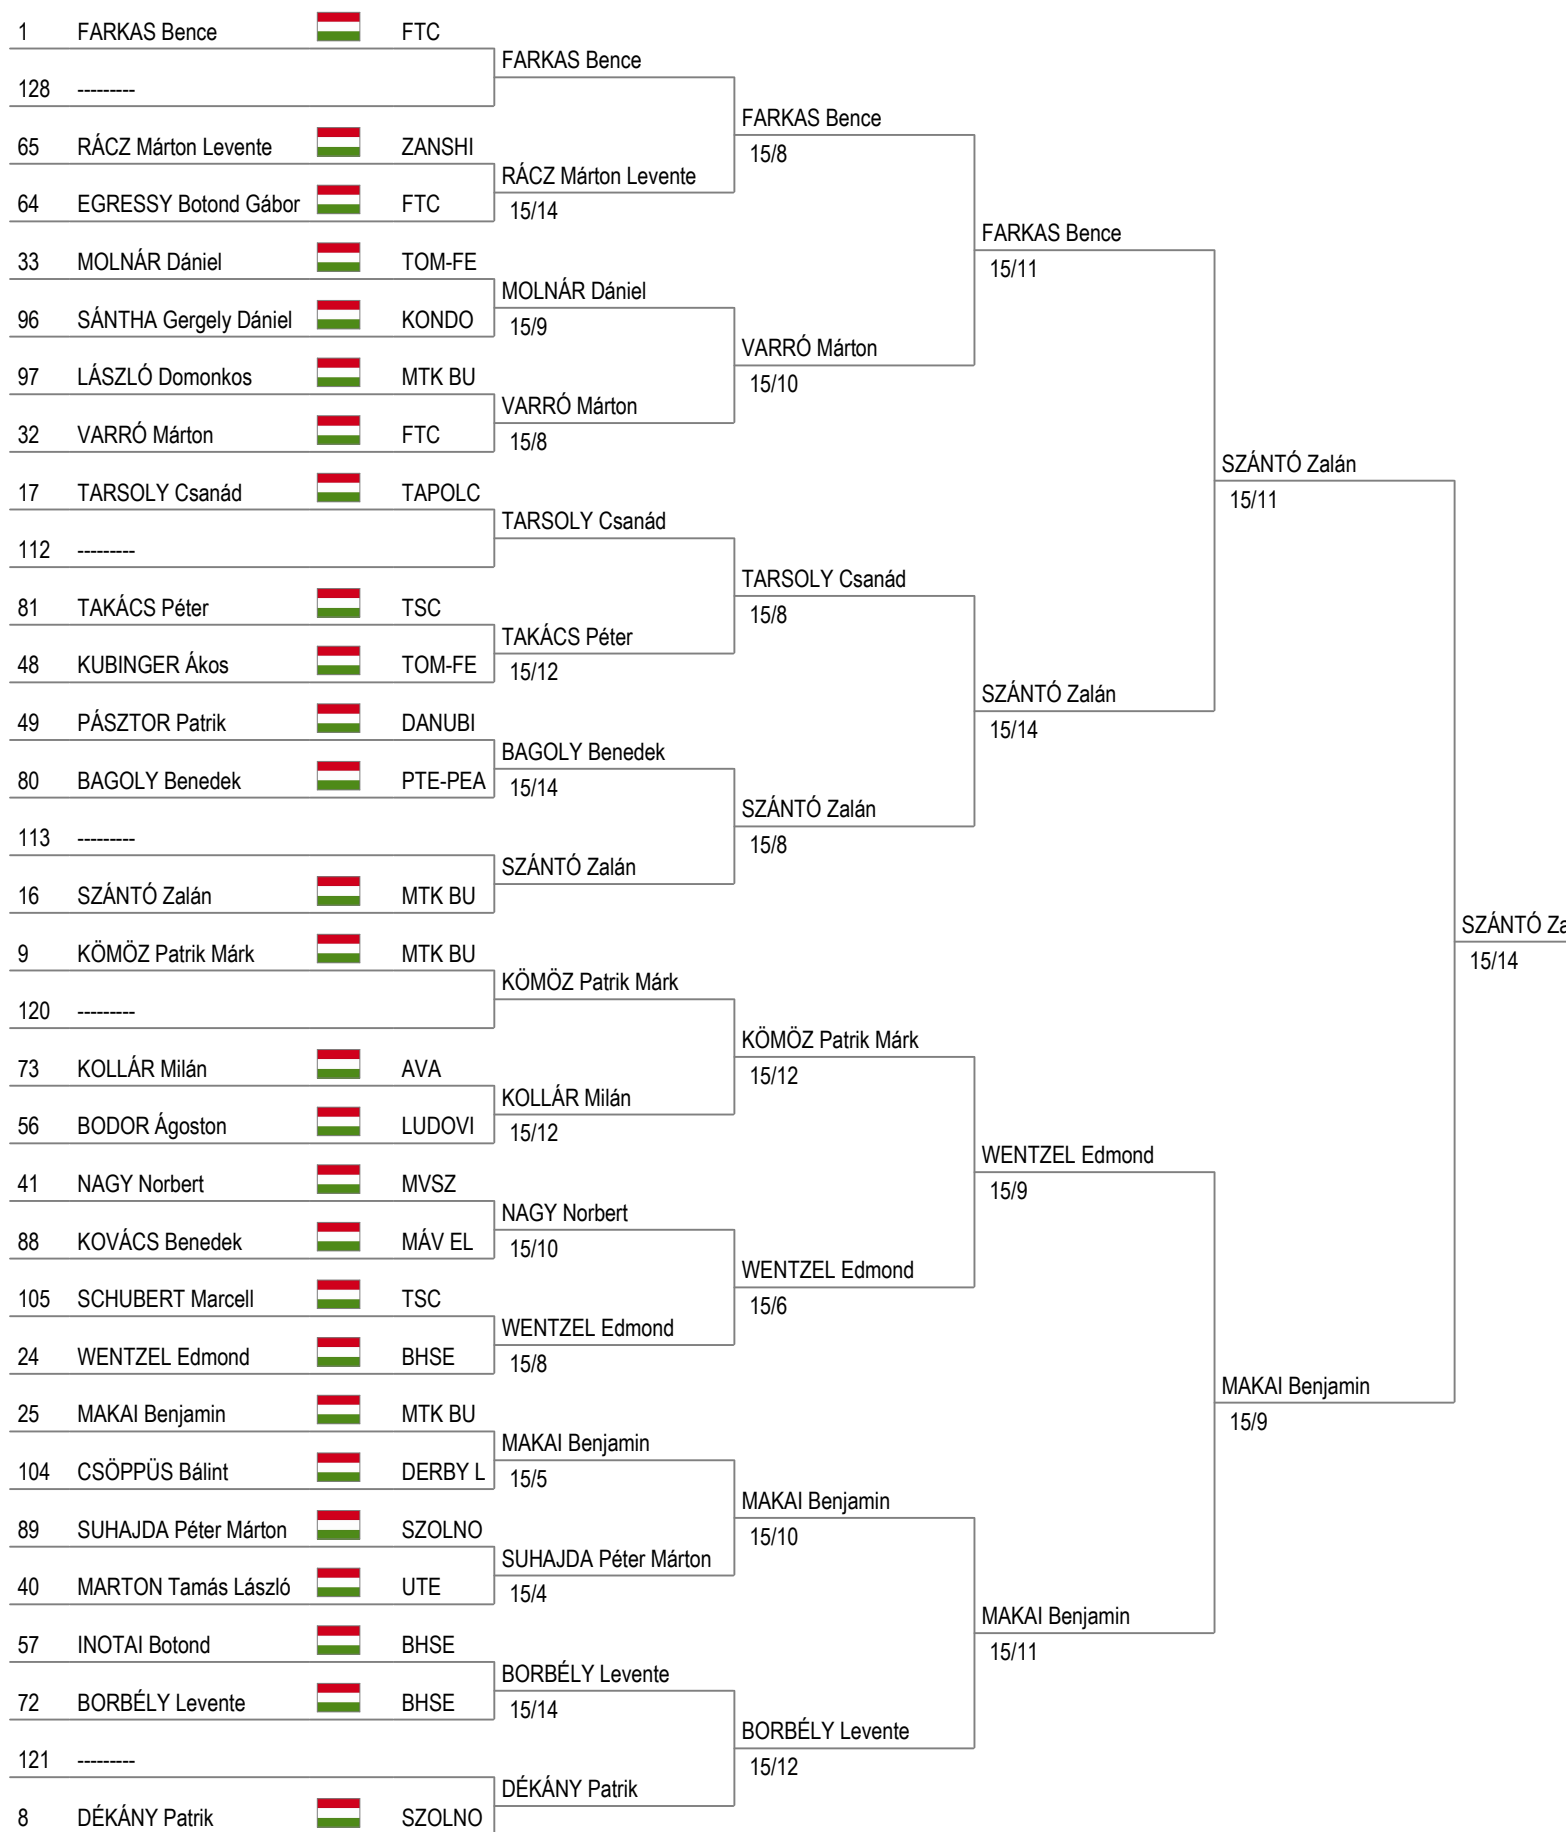 1 FARKAS Bence FTC
FARKAS Bence
128 ---------
FARKAS Bence
15/8
65 RÁCZ Márton Levente ZANSHI
RÁCZ Márton Levente
15/14
64 EGRESSY Botond Gábor FTC
FARKAS Bence
15/11
33 MOLNÁR Dániel TOM-FE
MOLNÁR Dániel
15/9
96 SÁNTHA Gergely Dániel KONDO
VARRÓ Márton
15/10
97 LÁSZLÓ Domonkos MTK BU
VARRÓ Márton
15/8
32 VARRÓ Márton FTC
SZÁNTÓ Zalán
15/11
17 TARSOLY Csanád TAPOLC
TARSOLY Csanád
112 ---------
TARSOLY Csanád
15/8
81 TAKÁCS Péter TSC
TAKÁCS Péter
15/12
48 KUBINGER Ákos TOM-FE
SZÁNTÓ Zalán
15/14
49 PÁSZTOR Patrik DANUBI
BAGOLY Benedek
15/14
80 BAGOLY Benedek PTE-PEA
SZÁNTÓ Zalán
15/8
113 ---------
SZÁNTÓ Zalán
16 SZÁNTÓ Zalán MTK BU
SZÁNTÓ Za
15/14
9 KÖMÖZ Patrik Márk MTK BU
KÖMÖZ Patrik Márk
120 ---------
KÖMÖZ Patrik Márk
15/12
73 KOLLÁR Milán AVA
KOLLÁR Milán
15/12
56 BODOR Ágoston LUDOVI
WENTZEL Edmond
15/9
41 NAGY Norbert MVSZ
NAGY Norbert
15/10
88 KOVÁCS Benedek MÁV EL
WENTZEL Edmond
15/6
105 SCHUBERT Marcell TSC
WENTZEL Edmond
15/8
24 WENTZEL Edmond BHSE
MAKAI Benjamin
15/9
25 MAKAI Benjamin MTK BU
MAKAI Benjamin
15/5
104 CSÖPPÜS Bálint DERBY L
MAKAI Benjamin
15/10
89 SUHAJDA Péter Márton SZOLNO
SUHAJDA Péter Márton
15/4
40 MARTON Tamás László UTE
MAKAI Benjamin
15/11
57 INOTAI Botond BHSE
BORBÉLY Levente
15/14
72 BORBÉLY Levente BHSE
BORBÉLY Levente
15/12
121 ---------
DÉKÁNY Patrik
8 DÉKÁNY Patrik SZOLNO